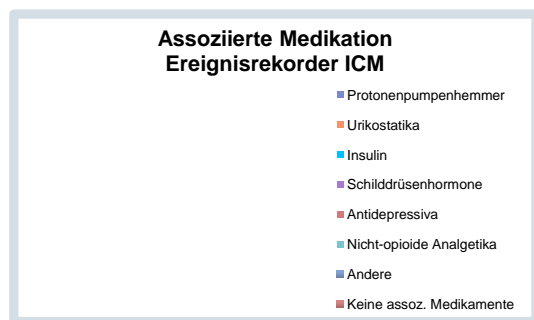 Assoziierte Medikation
Ereignisrekorder ICM
Protonenpumpenhemmer
Urikostatika
Insulin
Schilddrüsenhormone
Antidepressiva
Nicht-opioide Analgetika
Andere
Keine assoz. Medikamente